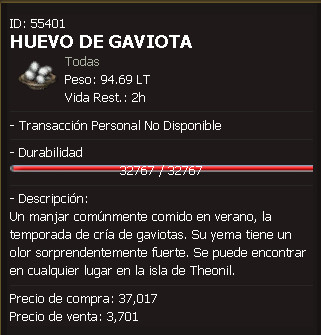 ID: 55401
HUEVO DE GAVIOTA
Todas
Peso: 94.69 LT
Vida Rest.: 2h
- Transacción Personal No Disponible
- Durabilidad
32767 / 32767
- Descripción:
Un manjar comúnmente comido en verano, la
temporada de cría de gaviotas. Su yema tiene un
olor sorprendentemente fuerte. Se puede encontrar
en cualquier lugar en la isla de Theonil.
Precio de compra: 37,017
Precio de venta: 3,701